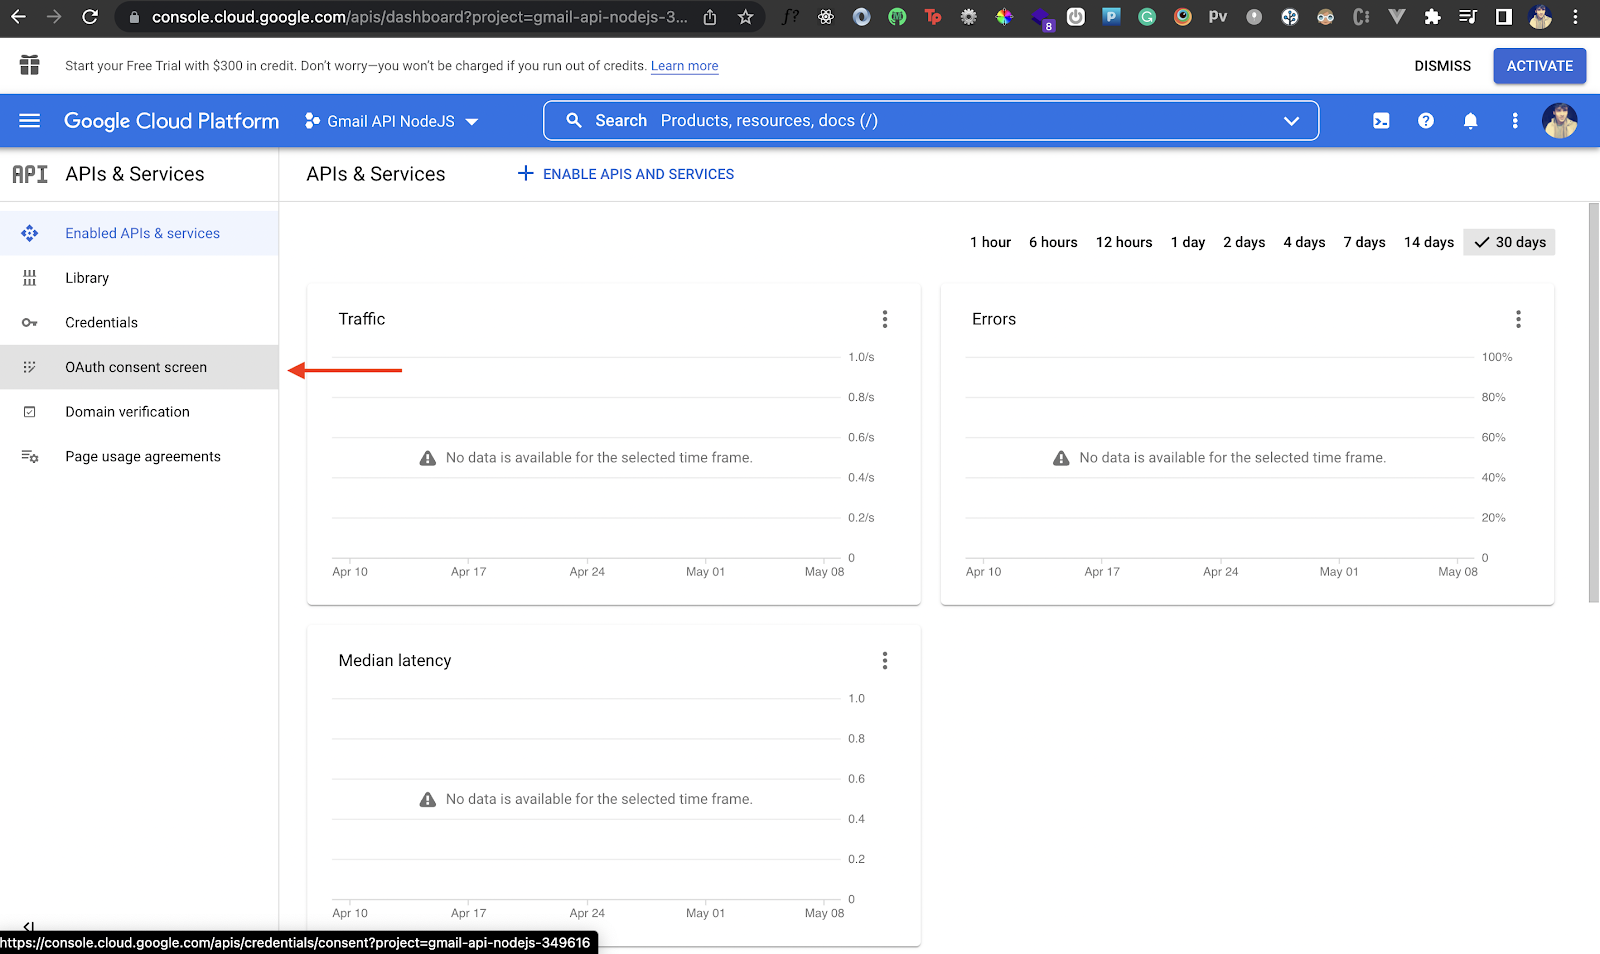 console.cloud.google.com/apis/dashboard?project=gmail-api-nodejs-3...
ƒ?
Tp
8
P
G
pv
C:
Start your Free Trial with $300 in credit. Don't worry—you won't be charged if you run out of credits. Learn more
DISMISS
ACTIVATE
Google Cloud Platform
Gmail API NodeJS
Search Products, resources, docs (/)
API APIs & Services
APIs & Services
ENABLE APIS AND SERVICES
Enabled APIs & services
Library
Credentials
OAuth consent screen
Domain verification
Page usage agreements
1 hour 6 hours 12 hours 1 day 2 days 4 days 7 days 14 days 30 days
Traffic
1.0/s
0.8/s
0.6/s
No data is available for the selected time frame.
0.4/s
0.2/s
0
Apr 10 Apr 17 Apr 24 May 01 May 08
Errors
100%
80%
60%
No data is available for the selected time frame.
40%
20%
0
Apr 10 Apr 17 Apr 24 May 01 May 08
Median latency
1.0
0.8
0.6
No data is available for the selected time frame.
0.4
0.2
0
Apr 10 Apr 17 Apr 24 May 01 May 08
https://console.cloud.google.com/apis/credentials/consent?project=gmail-api-nodejs-349616